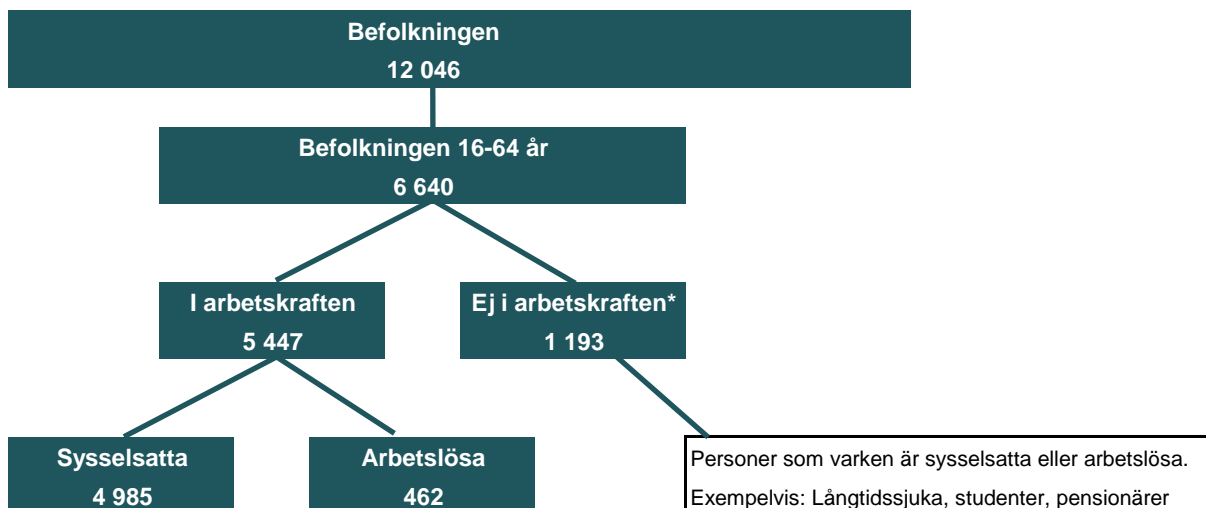 Befolkningen
12 046
Befolkningen 16-64 år
6 640
I arbetskraften
5 447
Ej i arbetskraften*
1 193
Sysselsatta
4 985
Arbetslösa
462
Personer som varken är sysselsatta eller arbetslösa.
Exempelvis: Långtidssjuka, studenter, pensionärer